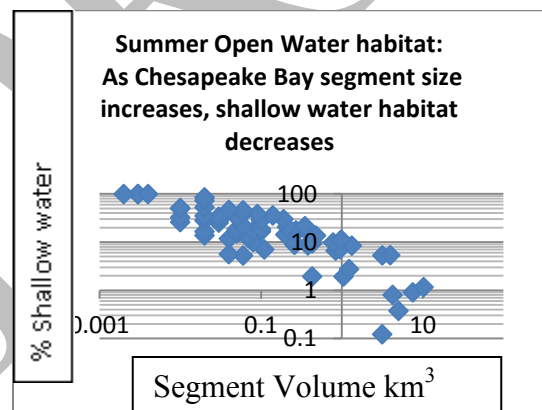 Summer Open Water habitat:
As Chesapeake Bay segment size
increases, shallow water habitat
decreases
% Shallow water
100
10
1
0.1
0.001 0.1 10
Segment Volume km³